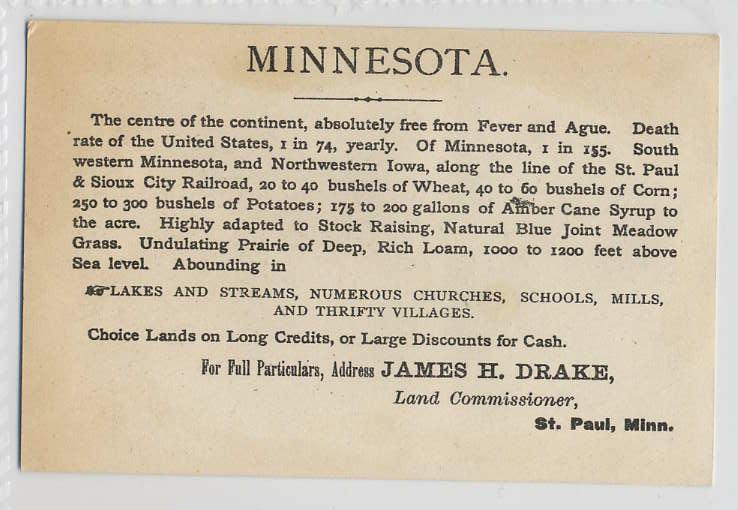 MINNESOTA.
The centre of the continent, absolutely free from Fever and Ague. Death
rate of the United States, 1 in 74, yearly. Of Minnesota, 1 in 155. South
western Minnesota, and Northwestern Iowa, along the line of the St. Paul
& Sioux City Railroad, 20 to 40 bushels of Wheat, 40 to 60 bushels of Corn;
250 to 300 bushels of Potatoes; 175 to 200 gallons of Amber Cane Syrup to
the acre. Highly adapted to Stock Raising, Natural Blue Joint Meadow
Grass. Undulating Prairie of Deep, Rich Loam, 1000 to 1200 feet above
Sea level. Abounding in
☞LAKES AND STREAMS, NUMEROUS CHURCHES, SCHOOLS, MILLS,
AND THRIFTY VILLAGES.
Choice Lands on Long Credits, or Large Discounts for Cash.
For Full Particulars, Address JAMES H. DRAKE,
Land Commissioner,
St. Paul, Minn.